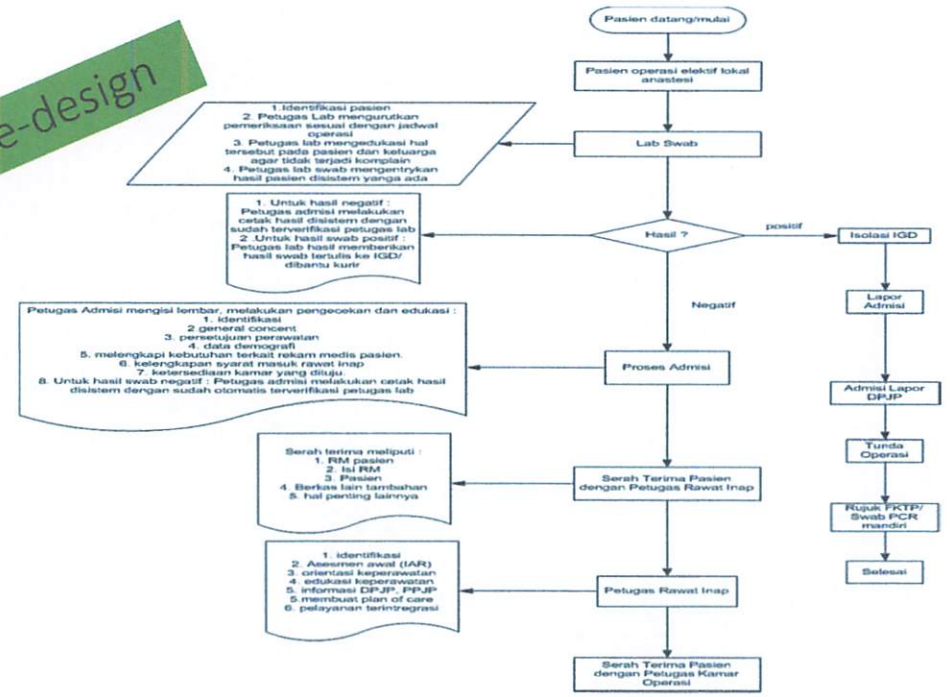 e-design
Pasien datang/mulai
Pasien operasi elektif lokal
anastesi
Lab Swab
1.Identifikasi pasien
2. Petugas Lab mengurutkan
pemeriksaan sesuai dengan jadwal
operasi
3. Petugas lab mengedukasi hal
tersebut pada pasien dan keluarga
agar tidak terjadi komplain
4. Petugas lab swab mengentrykan
hasil pasien disistem yanga ada
Hasil ?
positif
Negatif
1. Untuk hasil negatif :
Petugas admisi melakukan
cetak hasil disistem dengan
sudah terverifikasi petugas lab
2 .Untuk hasil swab positif :
Petugas lab hasil memberikan
hasil swab tertulis ke IGD/
dibantu kurir
Isolasi IGD
Lapor
Admisi
Admisi Lapor
DPJP
Tunda
Operasi
Rujuk FKTP/
Swab PCR
mandiri
Selesai
Proses Admisi
Petugas Admisi mengisi lembar, melakukan pengecekan dan edukasi :
1. identifikasi
2.general concent
3. persetujuan perawatan
4. data demografi
5. melengkapi kebutuhan terkait rekam medis pasien.
6. kelengkapan syarat masuk rawat inap
7. ketersediaan kamar yang dituju.
8. Untuk hasil swab negatif : Petugas admisi melakukan cetak hasil
disistem dengan sudah otomatis terverifikasi petugas lab
Serah Terima Pasien
dengan Petugas Rawat Inap
Serah terima meliputi :
1. RM pasien
2. Isi RM
3. Pasien
4. Berkas lain tambahan
5. hal penting lainnya
Petugas Rawat Inap
1. identifikasi
2. Asesmen awal (IAR)
3. orientasi keperawatan
4. edukasi keperawatan
5. informasi DPJP, PPJP
5.membuat plan of care
6. pelayanan terintregrasi
Serah Terima Pasien
dengan Petugas Kamar
Operasi